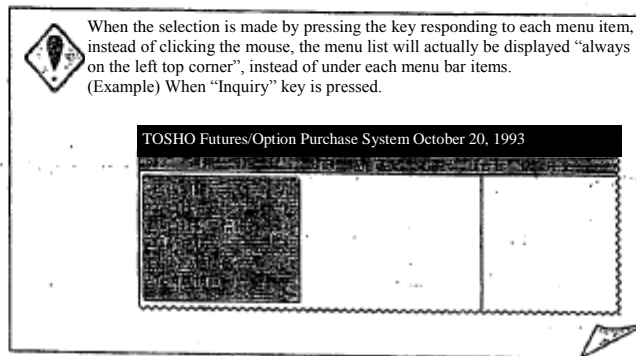 When the selection is made by pressing the key responding to each menu item,
instead of clicking the mouse, the menu list will actually be displayed “always
on the left top corner”, instead of under each menu bar items.
(Example) When “Inquiry” key is pressed.
TOSHO Futures/Option Purchase System October 20, 1993